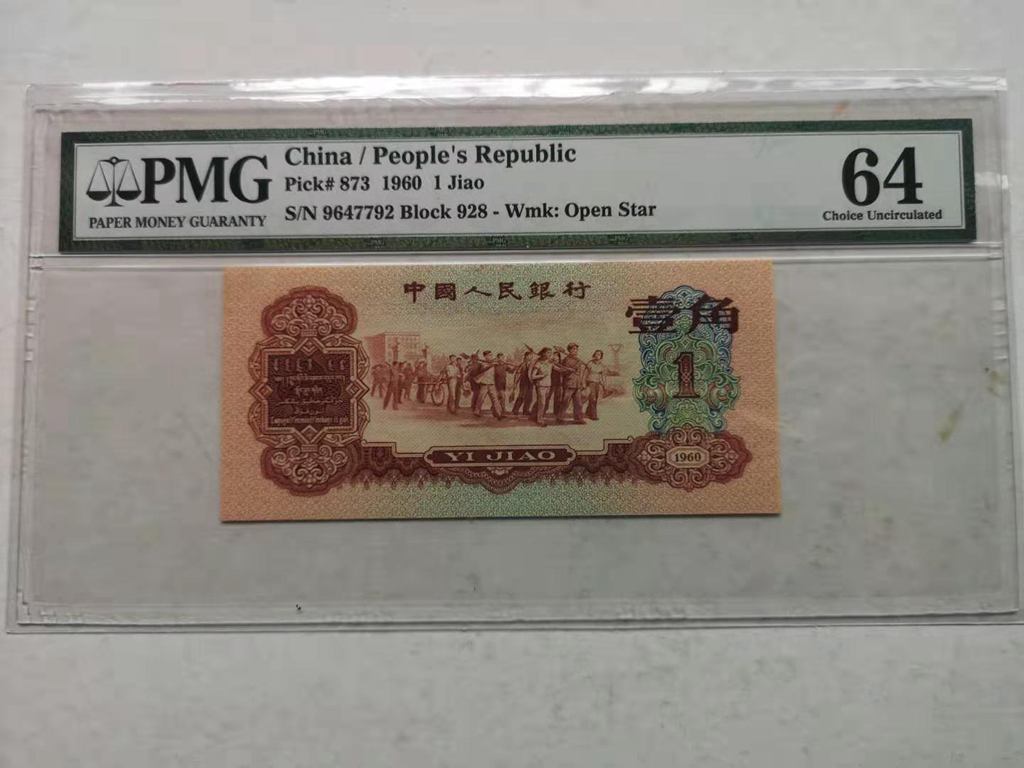 PMG
PAPER MONEY GUARANTY
China / People's Republic
Pick# 873 1960 1 Jiao
S/N 9647792 Block 928 - Wmk: Open Star
64
Choice Uncirculated
中國人民銀行
壹角
1
YI JIAO
1960